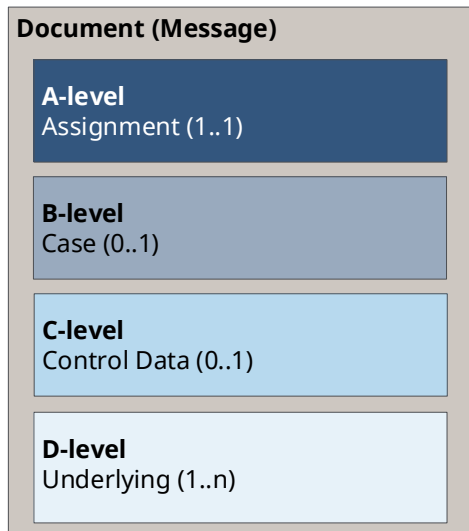 Document (Message)
A-level
Assignment (1..1)
B-level
Case (0..1)
C-level
Control Data (0..1)
D-level
Underlying (1..n)